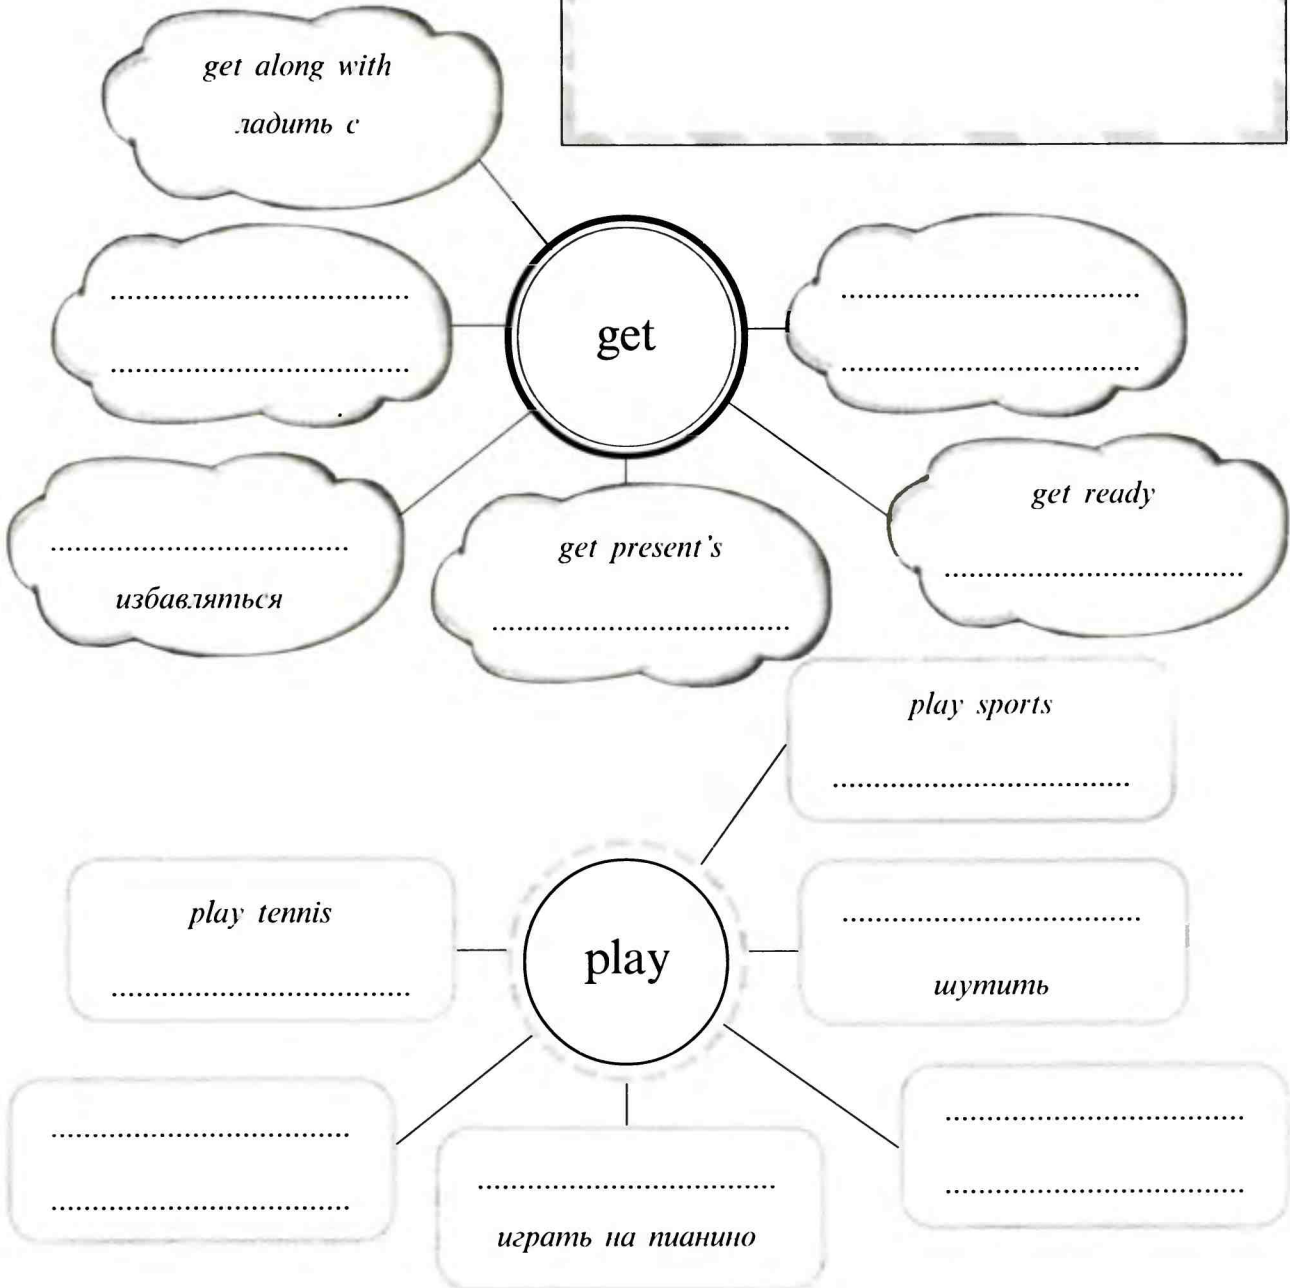 get along with
ладить с
get
get ready
get present's
избавляться
play sports
play tennis
play
шутить
играть на пианино